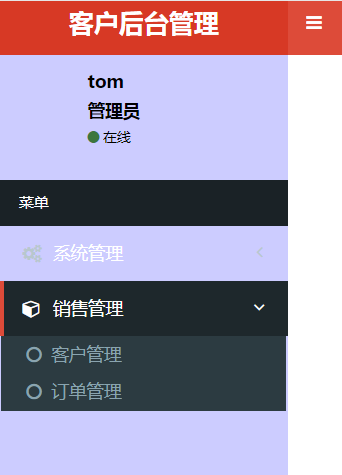 客户后台管理
tom
管理员
在线
菜单
系统管理
销售管理
客户管理
订单管理